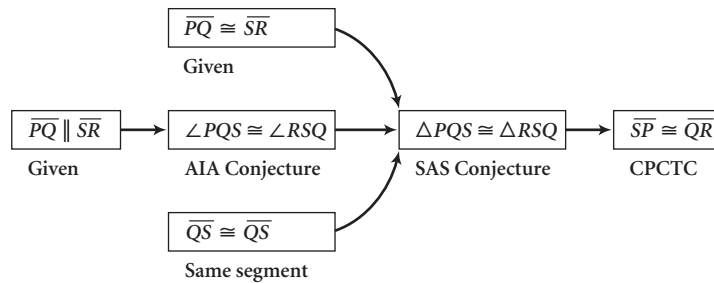 PQ ≅ SR
Given
PQ ∥ SR
∠PQS ≅ ∠RSQ
△PQS ≅ △RSQ
SP ≅ QR
Given
AIA Conjecture
SAS Conjecture
CPCTC
QS ≅ QS
Same segment